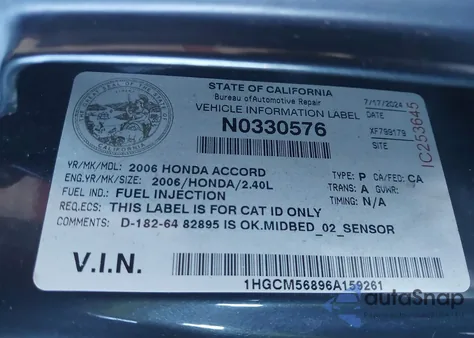 STATE OF CALIFORNIA
Bureau of Automotive Repair
VEHICLE INFORMATION LABEL
7/17/2024
N0330576
XF799179
SITE
IC253645
YR/MK/MDL: 2006 HONDA ACCORD
TYPE: P CA/FED: CA
ENG.YR/MK/SIZE: 2006/HONDA/2.40L
TRANS: A GVWR:
FUEL IND.: FUEL INJECTION
TIMING: N/A
REQ.ECS: THIS LABEL IS FOR CAT ID ONLY
COMMENTS: D-182-64 82895 IS OK.MIDBED_02_SENSOR
V.I.N.
1HGCM56896A159261
autoSnap